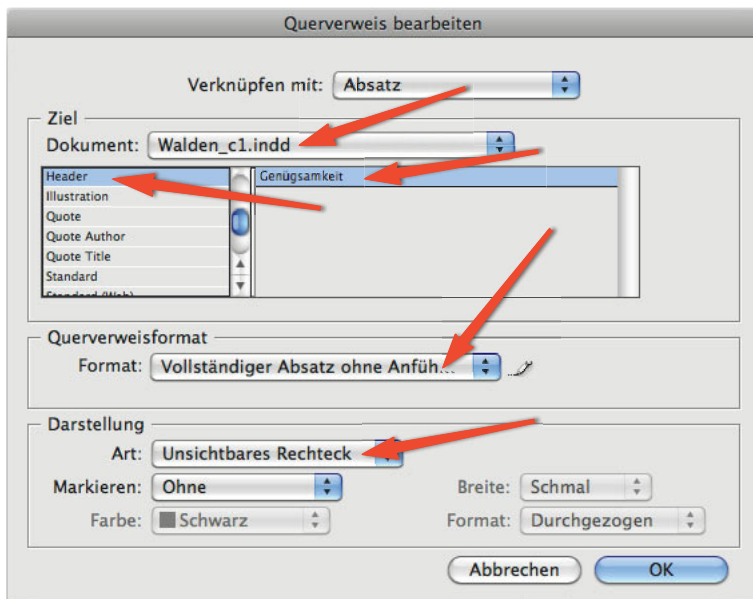 Querverweis bearbeiten
Verknüpfen mit: Absatz
Ziel
Dokument: Walden_c1.indd
Header
Genügsamkeit
Illustration
Quote
Quote Author
Quote Title
Standard
Standard (Web)
Querverweisformat
Format: Vollständiger Absatz ohne Anfüh...
Darstellung
Art: Unsichtbares Rechteck
Markieren: Ohne
Breite: Schmal
Farbe: Schwarz
Format: Durchgezogen
Abbrechen OK